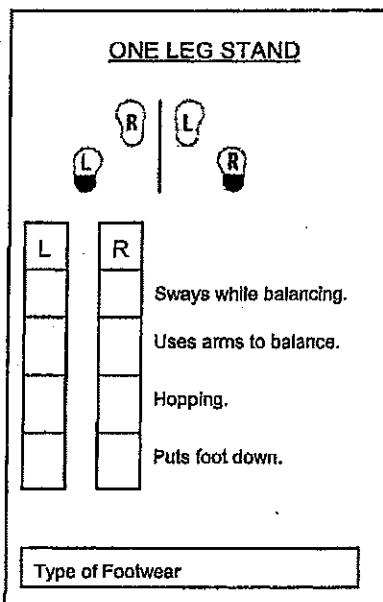 ONE LEG STAND
R L
L R
L R
Sways while balancing.
Uses arms to balance.
Hopping.
Puts foot down.
Type of Footwear